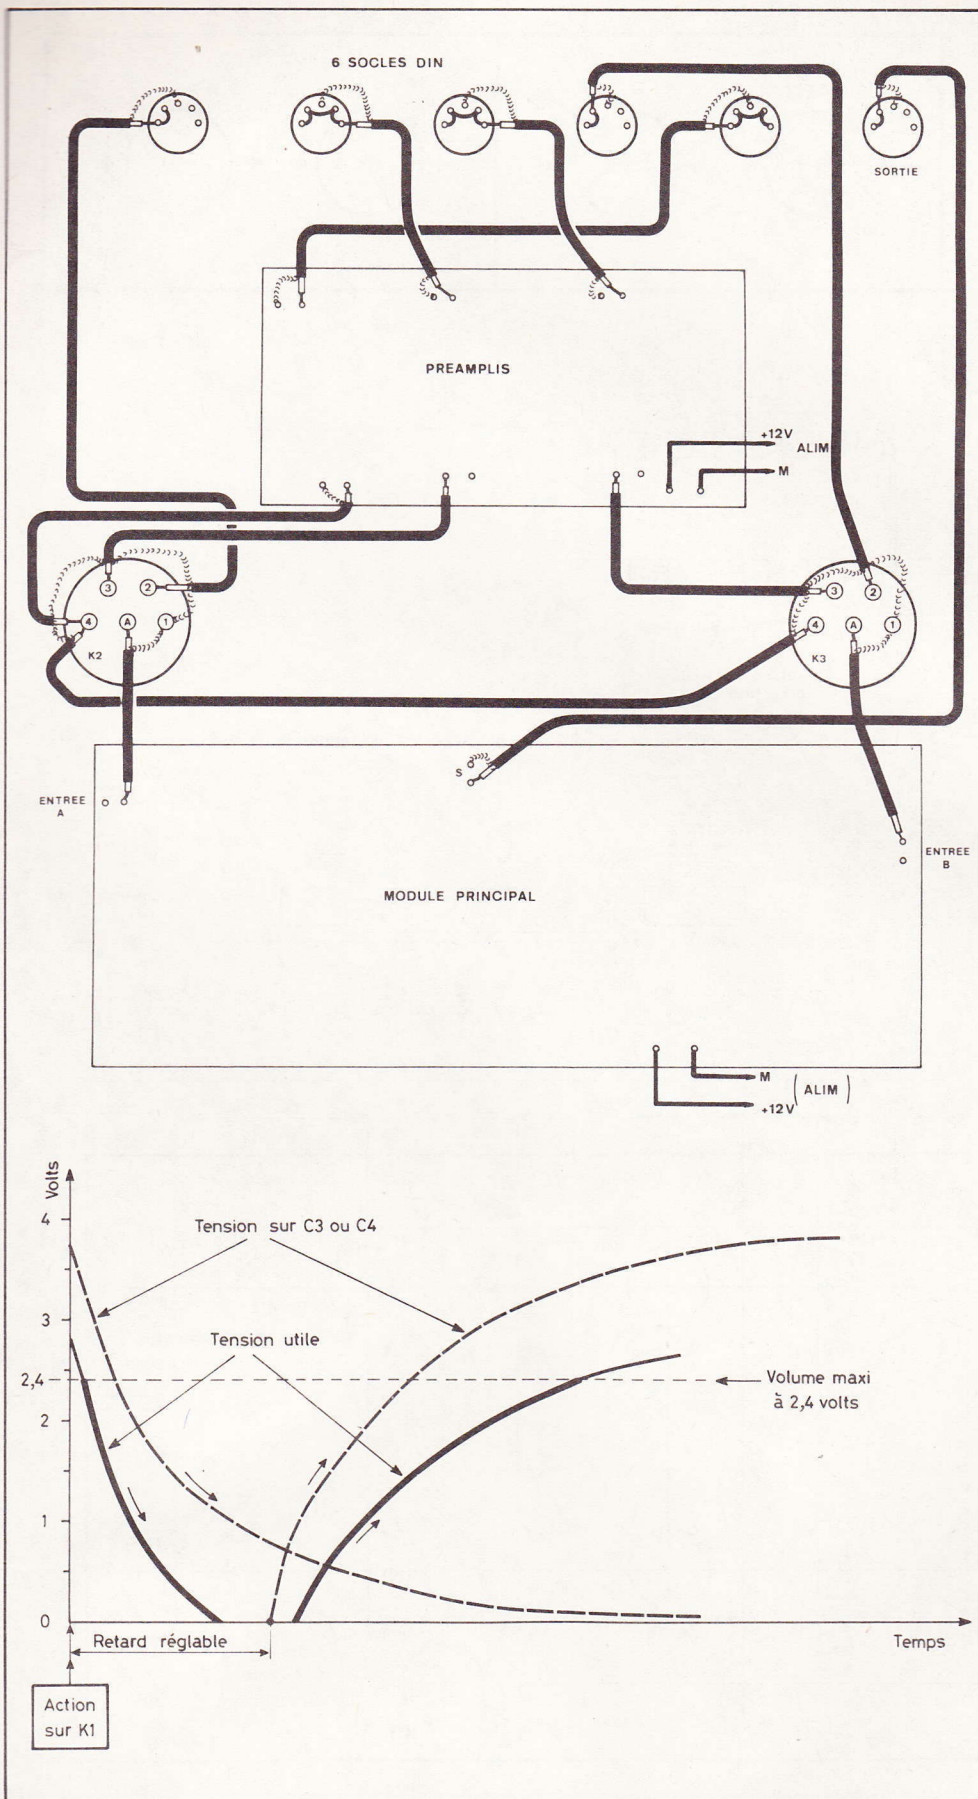 6 SOCLES DIN
SORTIE
PREAMPLIS
+12V
ALIM
M
3
2
4
A
1
K2
3
2
4
A
1
K3
S
ENTREE
A
ENTREE
B
MODULE PRINCIPAL
M
(ALIM)
+12V
Volts
4
Tension sur C3 ou C4
3
Tension utile
2,4
Volume maxi
à 2,4 volts
2
1
0
Retard réglable
Temps
Action
sur K1